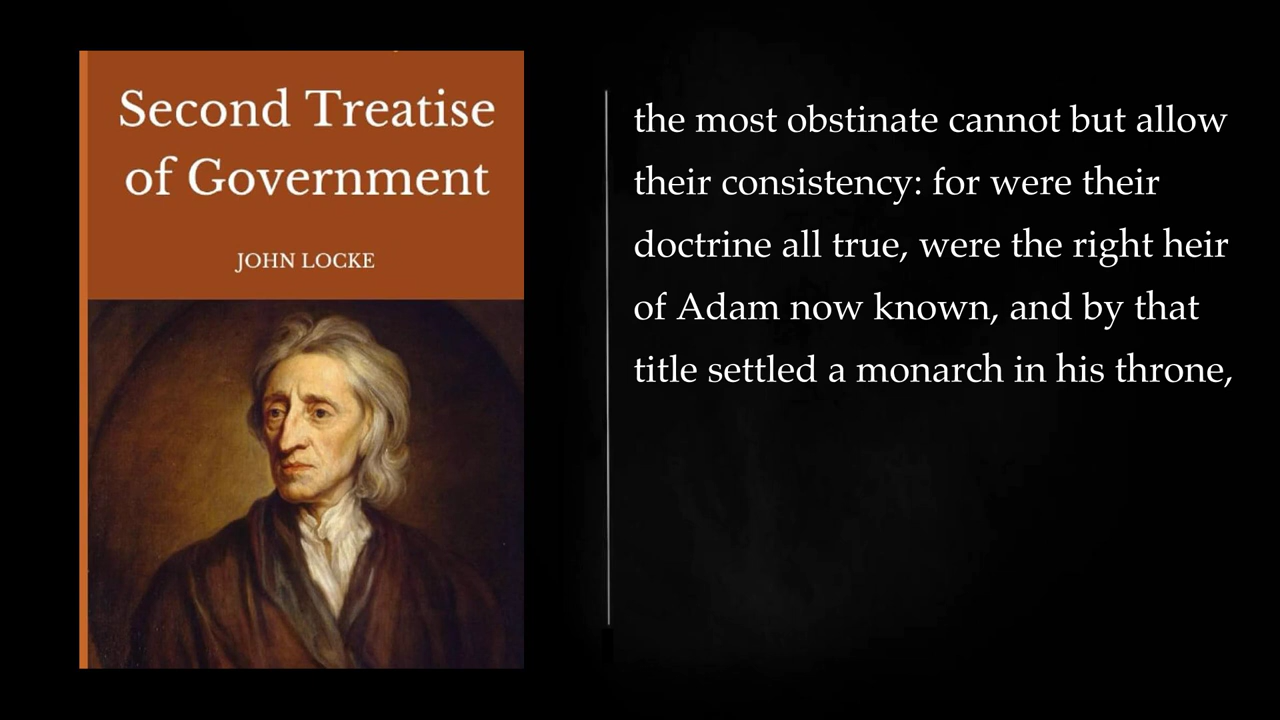 Second Treatise
of Government
JOHN LOCKE
the most obstinate cannot but allow
their consistency: for were their
doctrine all true, were the right heir
of Adam now known, and by that
title settled a monarch in his throne,